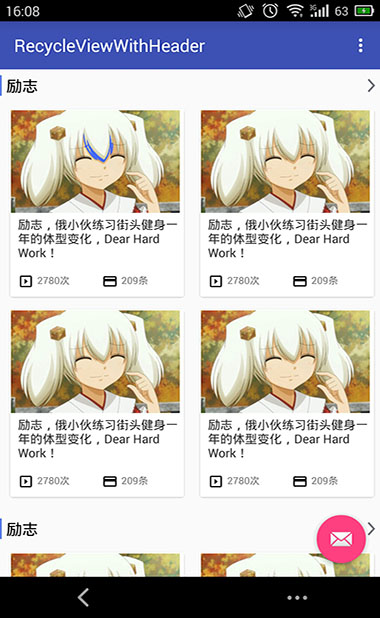 16:08
3G
63
RecycleViewWithHeader
励志
励志，俄小伙练习街头健身一
年的体型变化，Dear Hard
Work！
2780次
209条
励志，俄小伙练习街头健身一
年的体型变化，Dear Hard
Work！
2780次
209条
励志，俄小伙练习街头健身一
年的体型变化，Dear Hard
Work！
2780次
209条
励志，俄小伙练习街头健身一
年的体型变化，Dear Hard
Work！
2780次
209条
励志